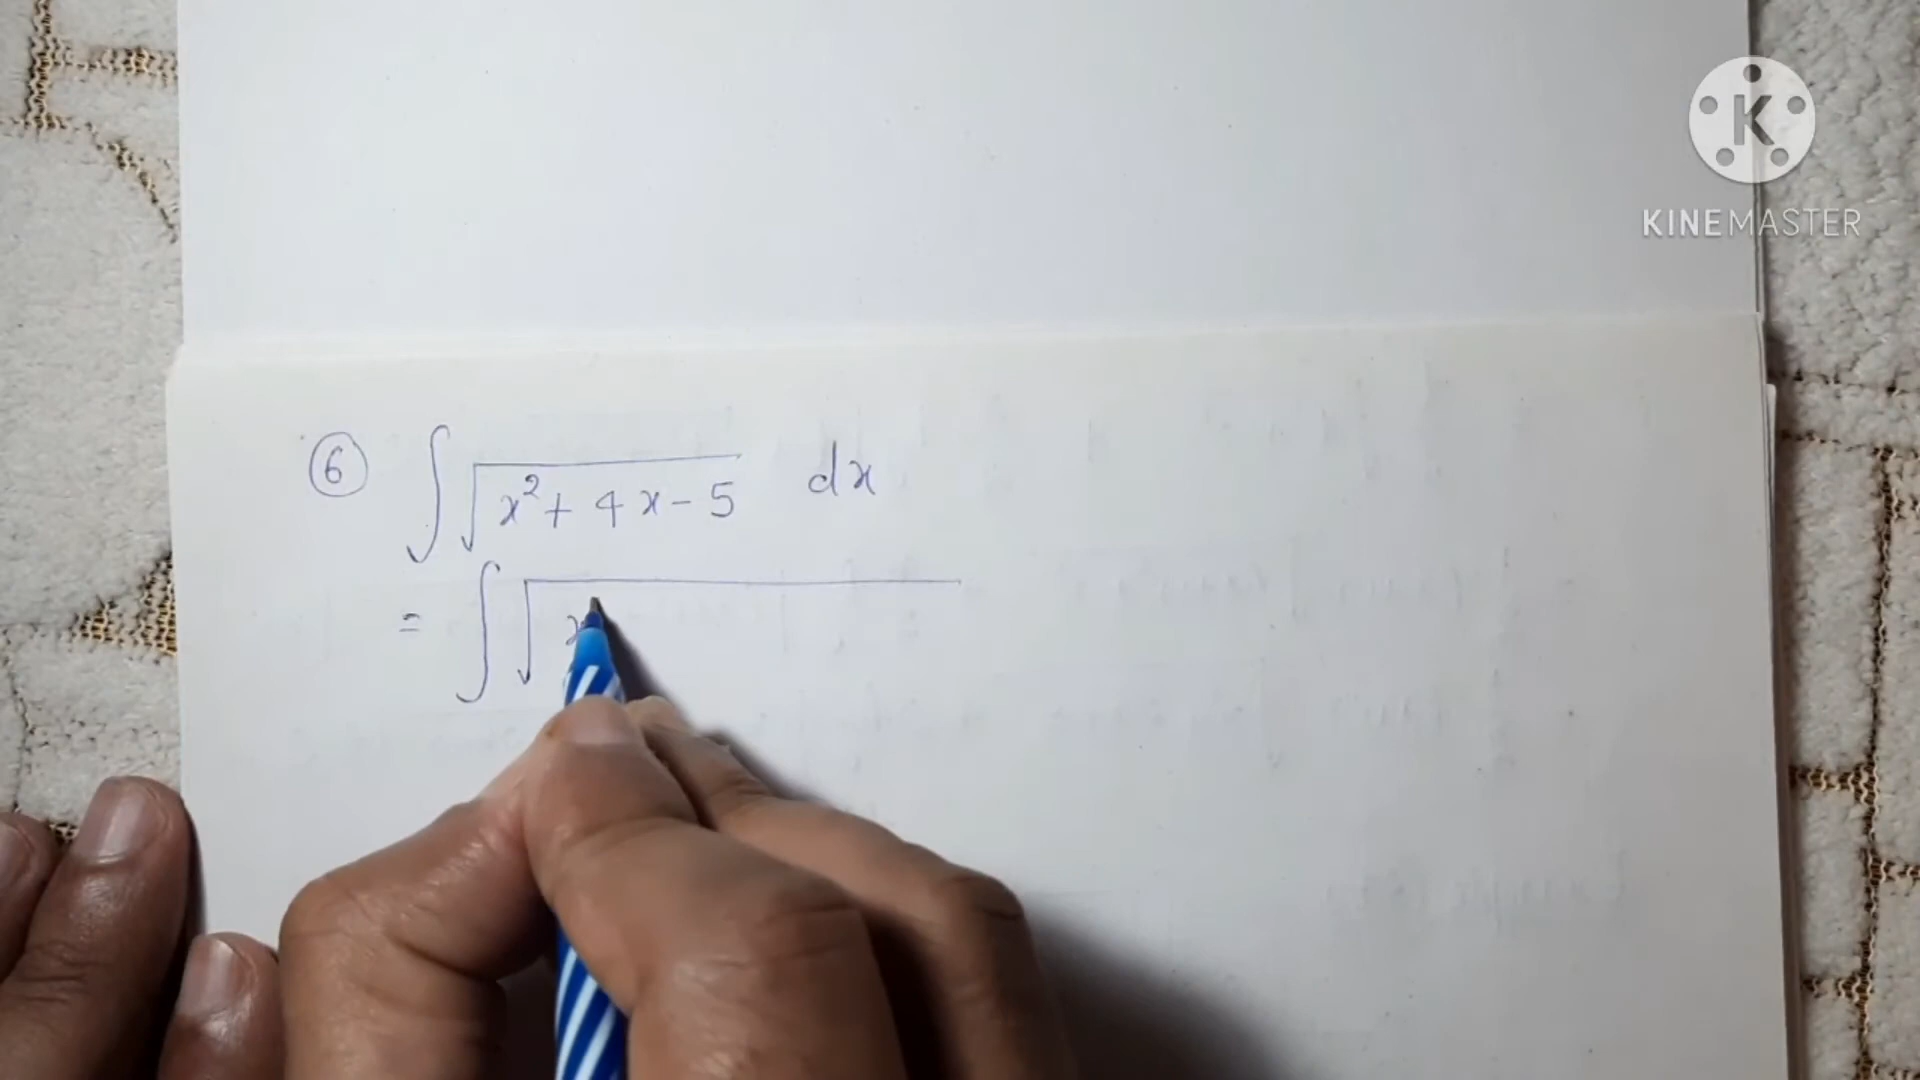 K
KINEMASTER
⑥ ∫ √(x² + 4x - 5) dx
= ∫ √x